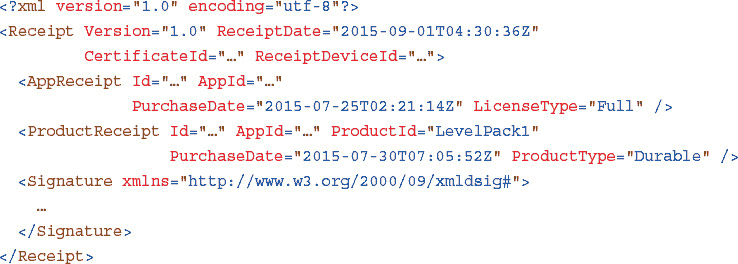 <?xml version="1.0" encoding="utf-8"?>
<Receipt Version="1.0" ReceiptDate="2015-09-01T04:30:36Z"
CertificateId="…" ReceiptDeviceId="…">
<AppReceipt Id="…" AppId="…"
PurchaseDate="2015-07-25T02:21:14Z" LicenseType="Full" />
<ProductReceipt Id="…" AppId="…" ProductId="LevelPack1"
PurchaseDate="2015-07-30T07:05:52Z" ProductType="Durable" />
<Signature xmlns="http://www.w3.org/2000/09/xmldsig#">
…
</Signature>
</Receipt>